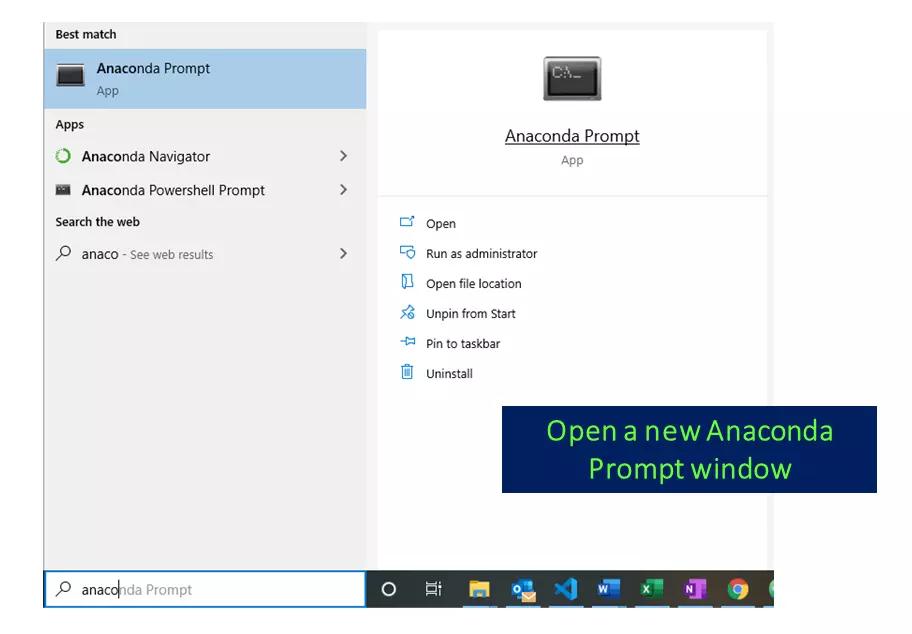 Best match
Anaconda Prompt
App
Apps
Anaconda Navigator
Anaconda Powershell Prompt
Search the web
anaco - See web results
anaconda Prompt
C:\_
Anaconda Prompt
App
Open
Run as administrator
Open file location
Unpin from Start
Pin to taskbar
Uninstall
Open a new Anaconda
Prompt window